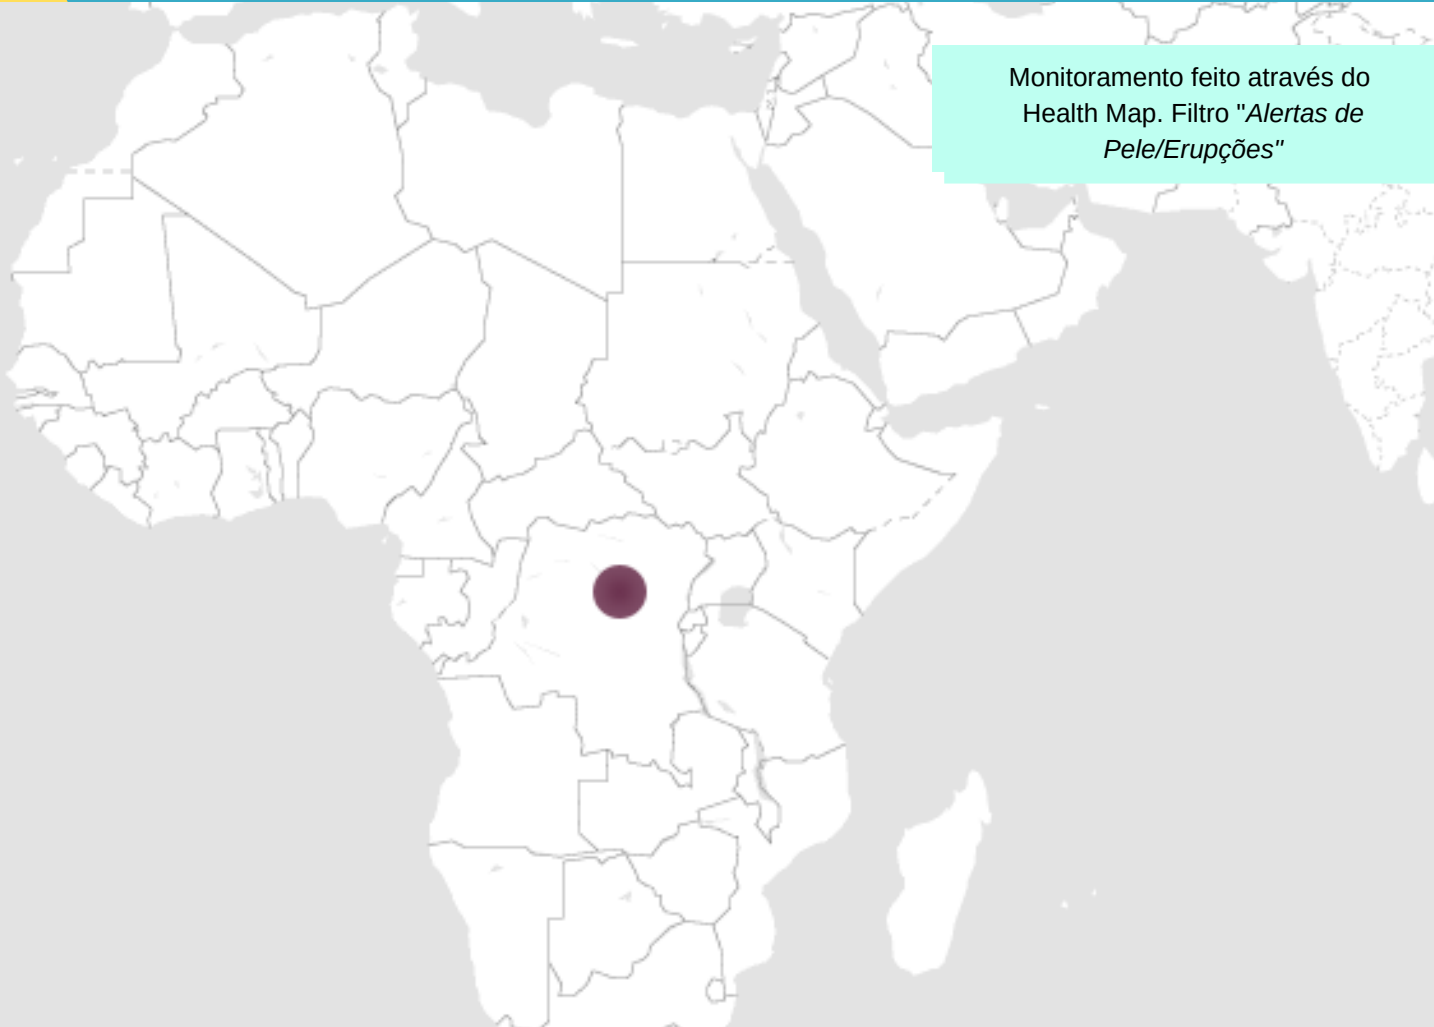 Monitoramento feito através do
Health Map. Filtro "Alertas de
Pele/Erupções"